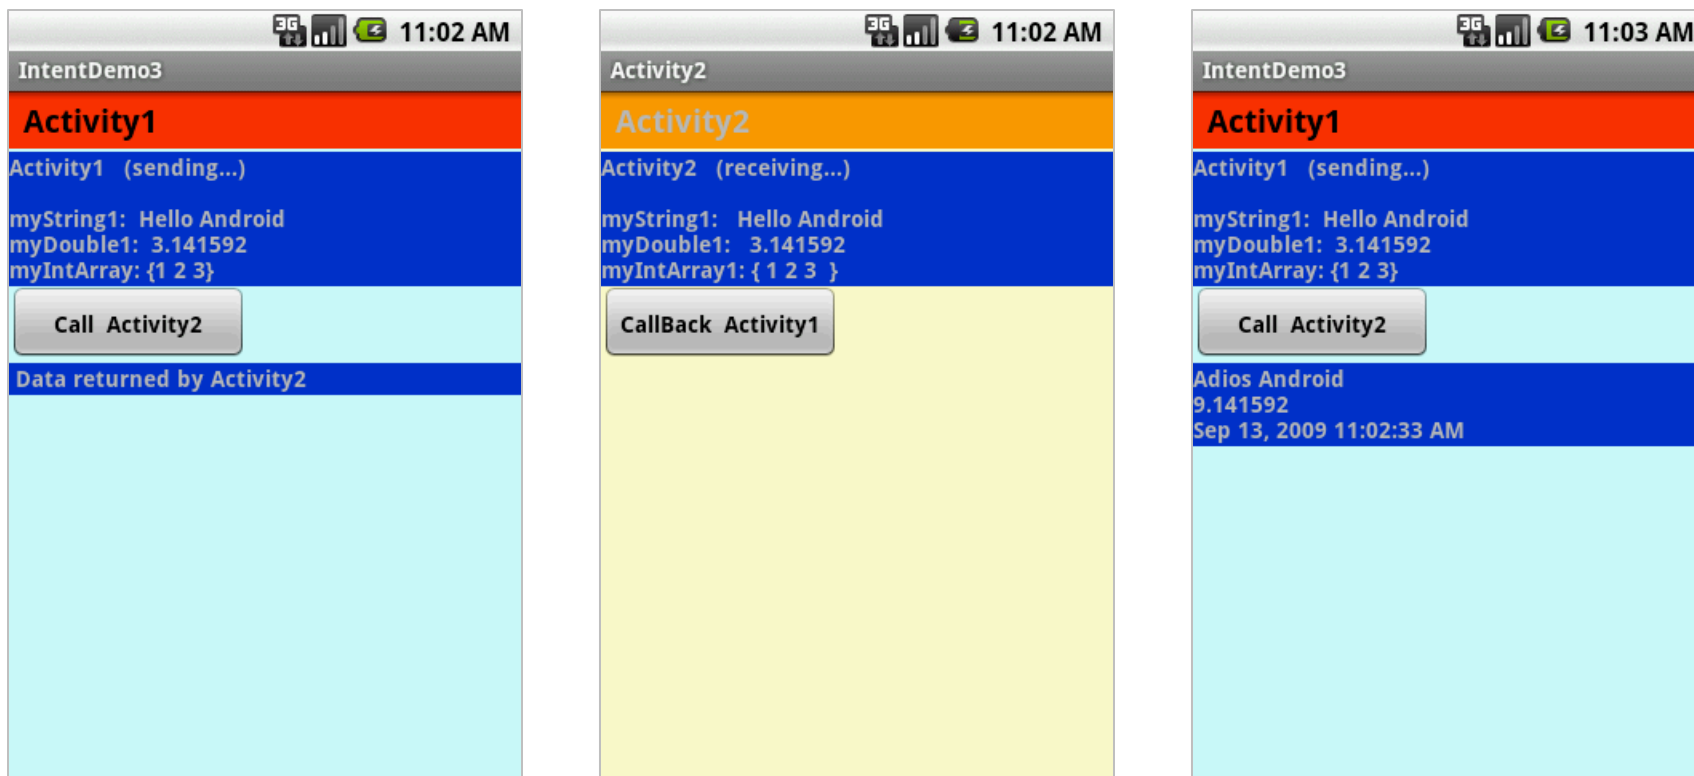 3G 11:02 AM
IntentDemo3
Activity1
Activity1 (sending...)
myString1: Hello Android
myDouble1: 3.141592
myIntArray: {1 2 3}
Call Activity2
Data returned by Activity2
3G 11:02 AM
Activity2
Activity2
Activity2 (receiving...)
myString1: Hello Android
myDouble1: 3.141592
myIntArray1: { 1 2 3 }
CallBack Activity1
3G 11:03 AM
IntentDemo3
Activity1
Activity1 (sending...)
myString1: Hello Android
myDouble1: 3.141592
myIntArray: {1 2 3}
Call Activity2
Adios Android
9.141592
Sep 13, 2009 11:02:33 AM